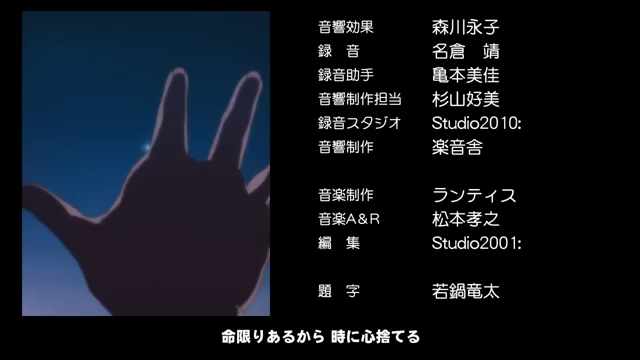 音響効果 森川永子
録 音 名倉 靖
録音助手 亀本美佳
音響制作担当 杉山好美
録音スタジオ Studio2010:
音響制作 楽音舎
音楽制作 ランティス
音楽A&R 松本孝之
編 集 Studio2001:
題 字 若鍋竜太
命限りあるから 時に心捨てる